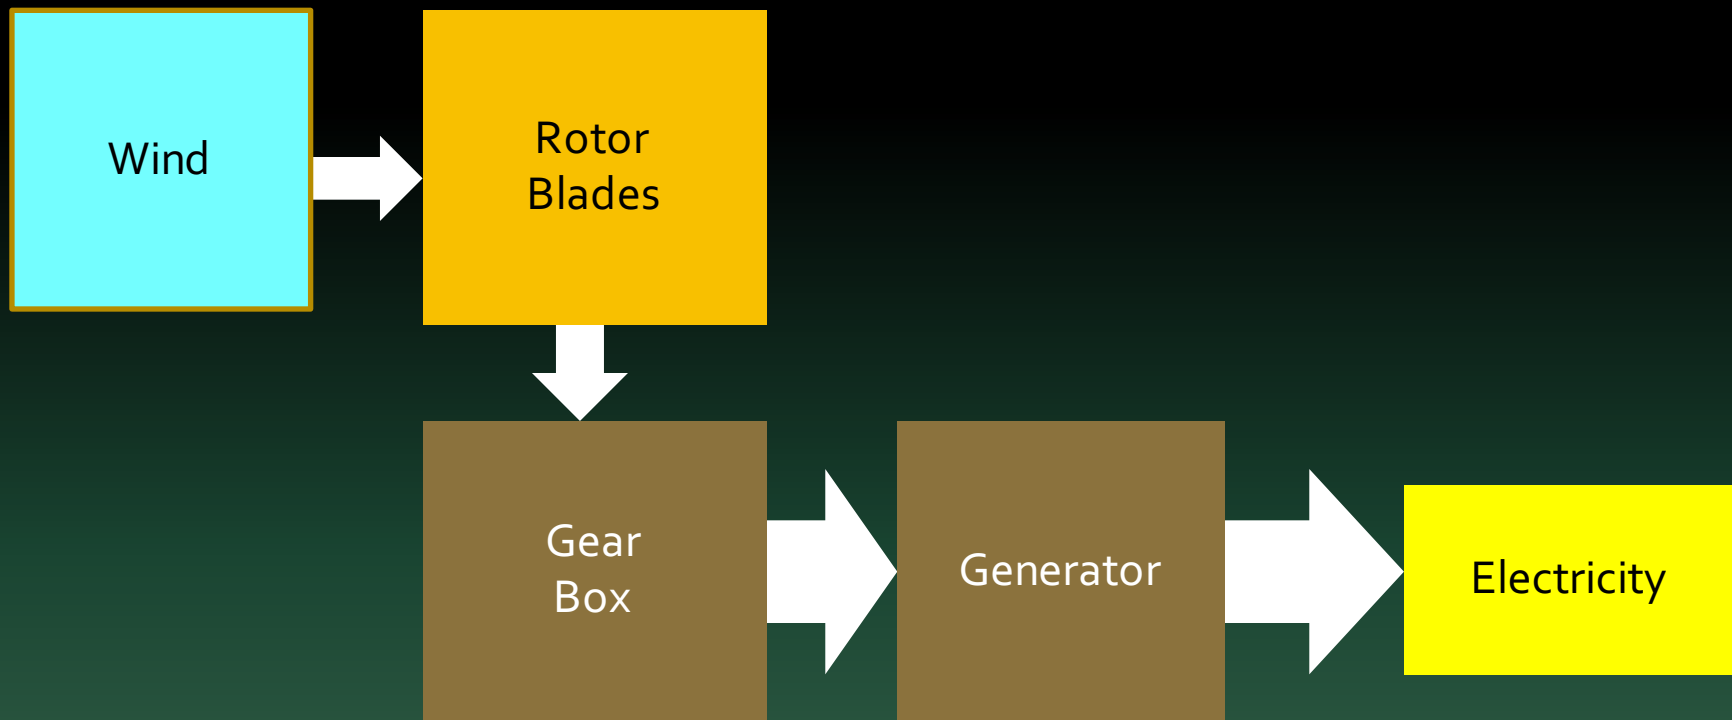 Wind
Rotor
Blades
Gear
Box
Generator
Electricity